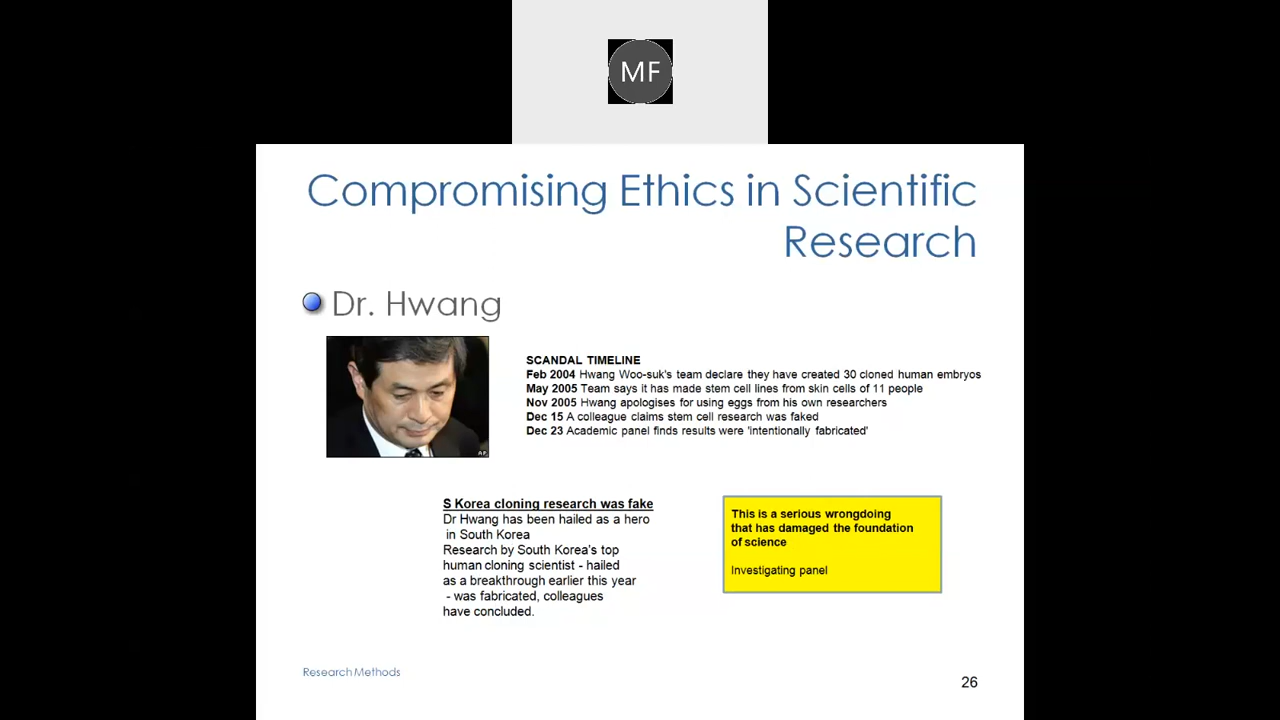 MF
Compromising Ethics in Scientific
Research
Dr. Hwang
SCANDAL TIMELINE
Feb 2004 Hwang Woo-suk's team declare they have created 30 cloned human embryos
May 2005 Team says it has made stem cell lines from skin cells of 11 people
Nov 2005 Hwang apologises for using eggs from his own researchers
Dec 15 A colleague claims stem cell research was faked
Dec 23 Academic panel finds results were 'intentionally fabricated'
AP
S Korea cloning research was fake
Dr Hwang has been hailed as a hero
in South Korea
Research by South Korea's top
human cloning scientist - hailed
as a breakthrough earlier this year
- was fabricated, colleagues
have concluded.
This is a serious wrongdoing
that has damaged the foundation
of science
Investigating panel
Research Methods
26